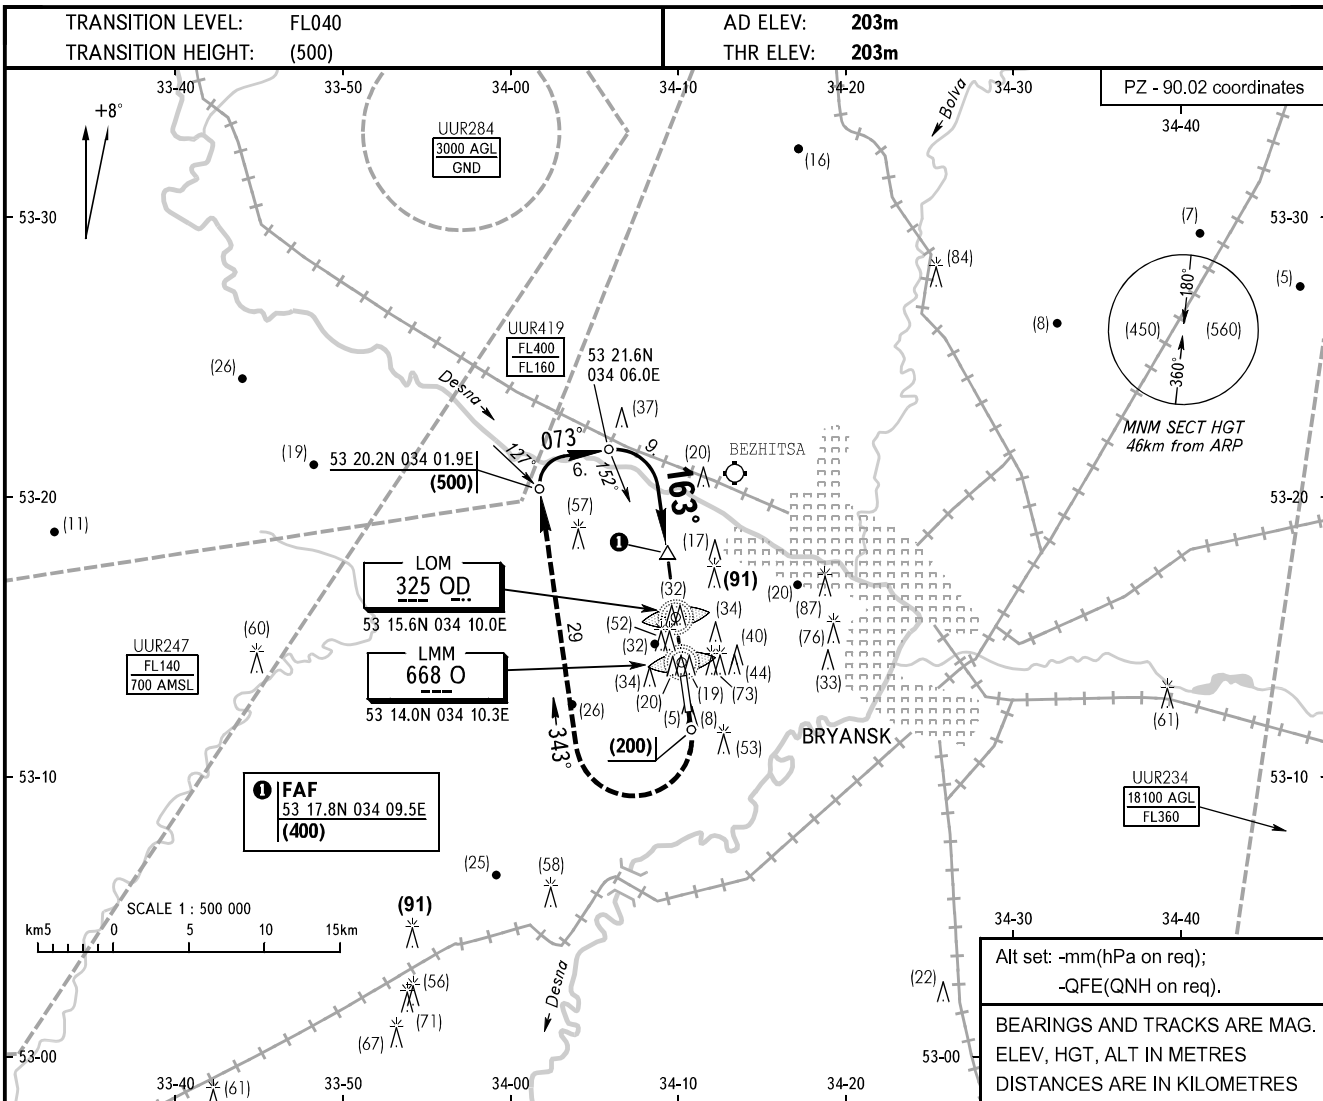 TRANSITION LEVEL: FL040
TRANSITION HEIGHT: (500)
AD ELEV: 203m
THR ELEV: 203m
33-40 33-50 34-00 34-10 34-20 34-30
PZ - 90.02 coordinates
34-40
+8°
Bolva
UUR284
3000 AGL
GND
(16)
53-30
(7)
53-30
(84)
(5)
180°
(8)
(450) (560)
360°
UUR419
FL400
FL160
53 21.6N
034 06.0E
(26)
Desna
(37)
MNM SECT HGT
46km from ARP
073°
9
127°
6.
152°
(19)
53 20.2N 034 01.9E
(500)
(20)
BEZHITSA
163°
53-20
53-20
(11)
(57)
1
(17)
(91)
LOM
325 OD
53 15.6N 034 10.0E
(32)
(20)
(87)
(34)
(52)
(76)
29
(32)
(40)
UUR247
FL140
700 AMSL
(60)
LMM
668 O
53 14.0N 034 10.3E
(44)
(33)
(34)
(20)
(19)
(73)
(26)
(5)
(8)
(61)
343°
(200)
(53)
BRYANSK
53-10
53-10
UUR234
18100 AGL
FL360
1 FAF
53 17.8N 034 09.5E
(400)
(25)
(58)
SCALE 1 : 500 000
(91)
km5 0 5 10 15km
34-30 34-40
(56)
(71)
(67)
Desna
(22)
Alt set: -mm(hPa on req);
-QFE(QNH on req).
BEARINGS AND TRACKS ARE MAG.
ELEV, HGT, ALT IN METRES
DISTANCES ARE IN KILOMETRES
53-00
53-00
(61)
33-40 33-50 34-00 34-10 34-20